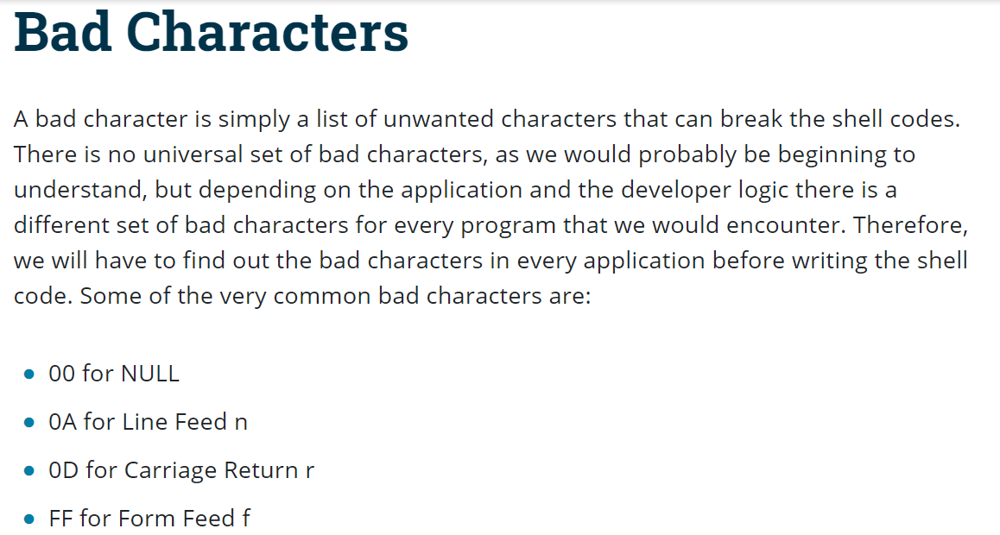 Bad Characters
A bad character is simply a list of unwanted characters that can break the shell codes.
There is no universal set of bad characters, as we would probably be beginning to
understand, but depending on the application and the developer logic there is a
different set of bad characters for every program that we would encounter. Therefore,
we will have to find out the bad characters in every application before writing the shell
code. Some of the very common bad characters are:
• 00 for NULL
• 0A for Line Feed n
• 0D for Carriage Return r
• FF for Form Feed f